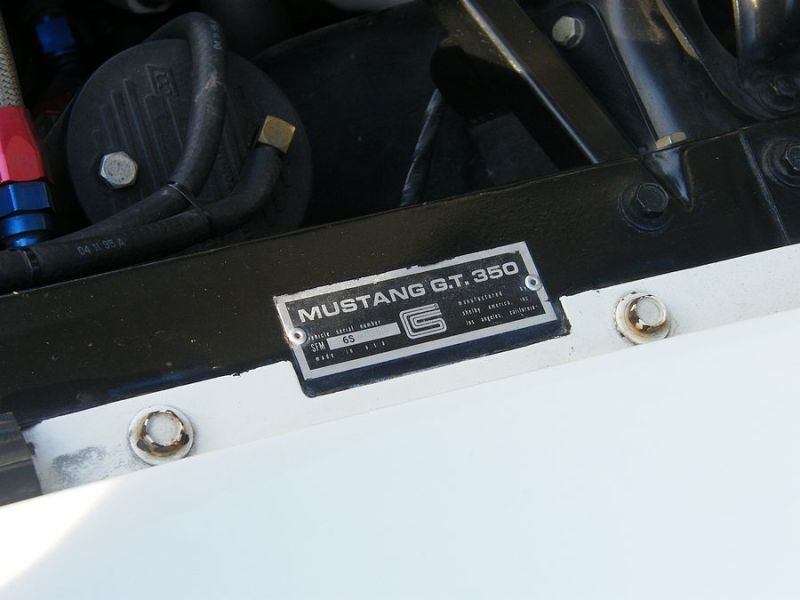 04 11 95 A
MUSTANG G.T. 350
vehicle serial number
SFM 6S
made in u.s.a.
manufactured by
shelby america, inc.
los angeles, california